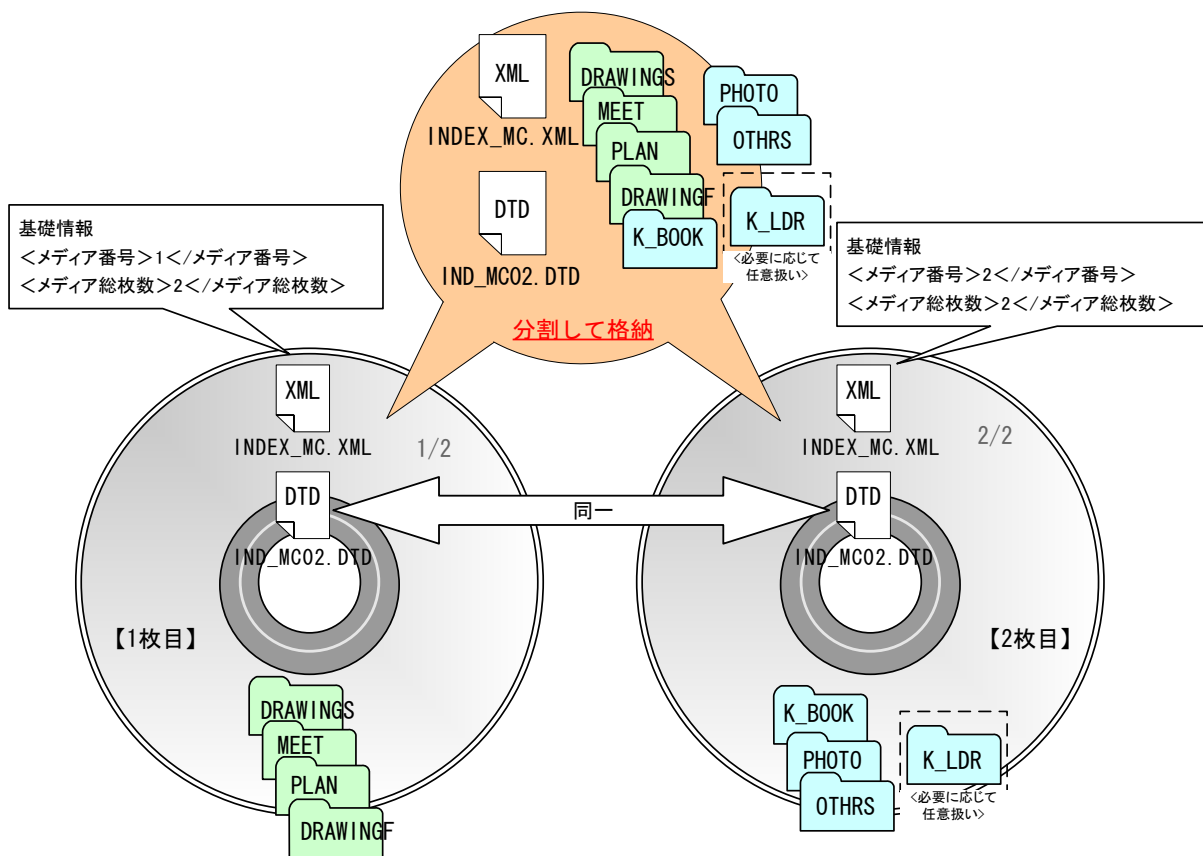 XML
INDEX_MC.XML
DTD
IND_MC02.DTD
DRAWINGS
MEET
PLAN
DRAWINGF
K_BOOK
PHOTO
OTHRS
K_LDR
<必要に応じて
任意扱い>
分割して格納
基礎情報
<メディア番号>1</メディア番号>
<メディア総枚数>2</メディア総枚数>
基礎情報
<メディア番号>2</メディア番号>
<メディア総枚数>2</メディア総枚数>
XML
INDEX_MC.XML
1/2
DTD
IND_MC02.DTD
【1枚目】
DRAWINGS
MEET
PLAN
DRAWINGF
同一
XML
INDEX_MC.XML
2/2
DTD
IND_MC02.DTD
【2枚目】
K_BOOK
PHOTO
OTHRS
K_LDR
<必要に応じて
任意扱い>